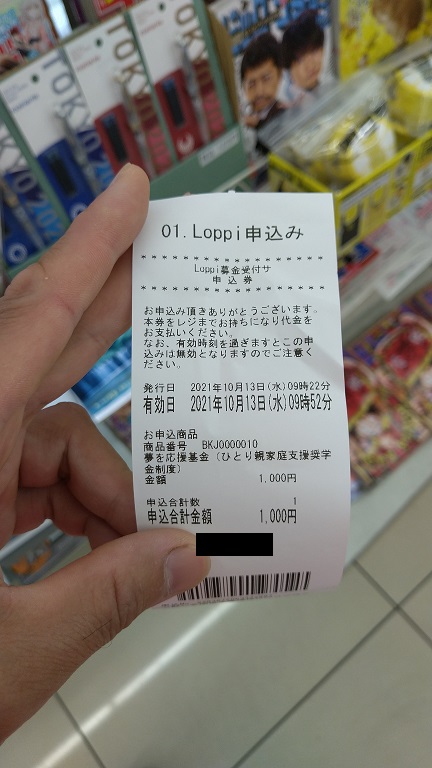 TOKYO 2020
TOKYO 2020
TOKYO
01.Loppi申込み
＊＊＊＊＊＊＊＊＊＊＊＊＊＊＊
Loppi募金受付サ
申込券
＊＊＊＊＊＊＊＊＊＊＊＊＊＊＊
お申込み頂きありがとうございます。
本券をレジまでお持ちになり代金を
お支払いください。
なお、有効時刻を過ぎますとこの申
込みは無効となりますのでご注意く
ださい。
発行日 2021年10月13日(水)09時22分
有効日 2021年10月13日(水)09時52分
お申込商品
商品番号 BKJ0000010
夢を応援基金（ひとり親家庭支援奨学
金制度）
金額 1,000円
申込合計数 1
申込合計金額 1,000円